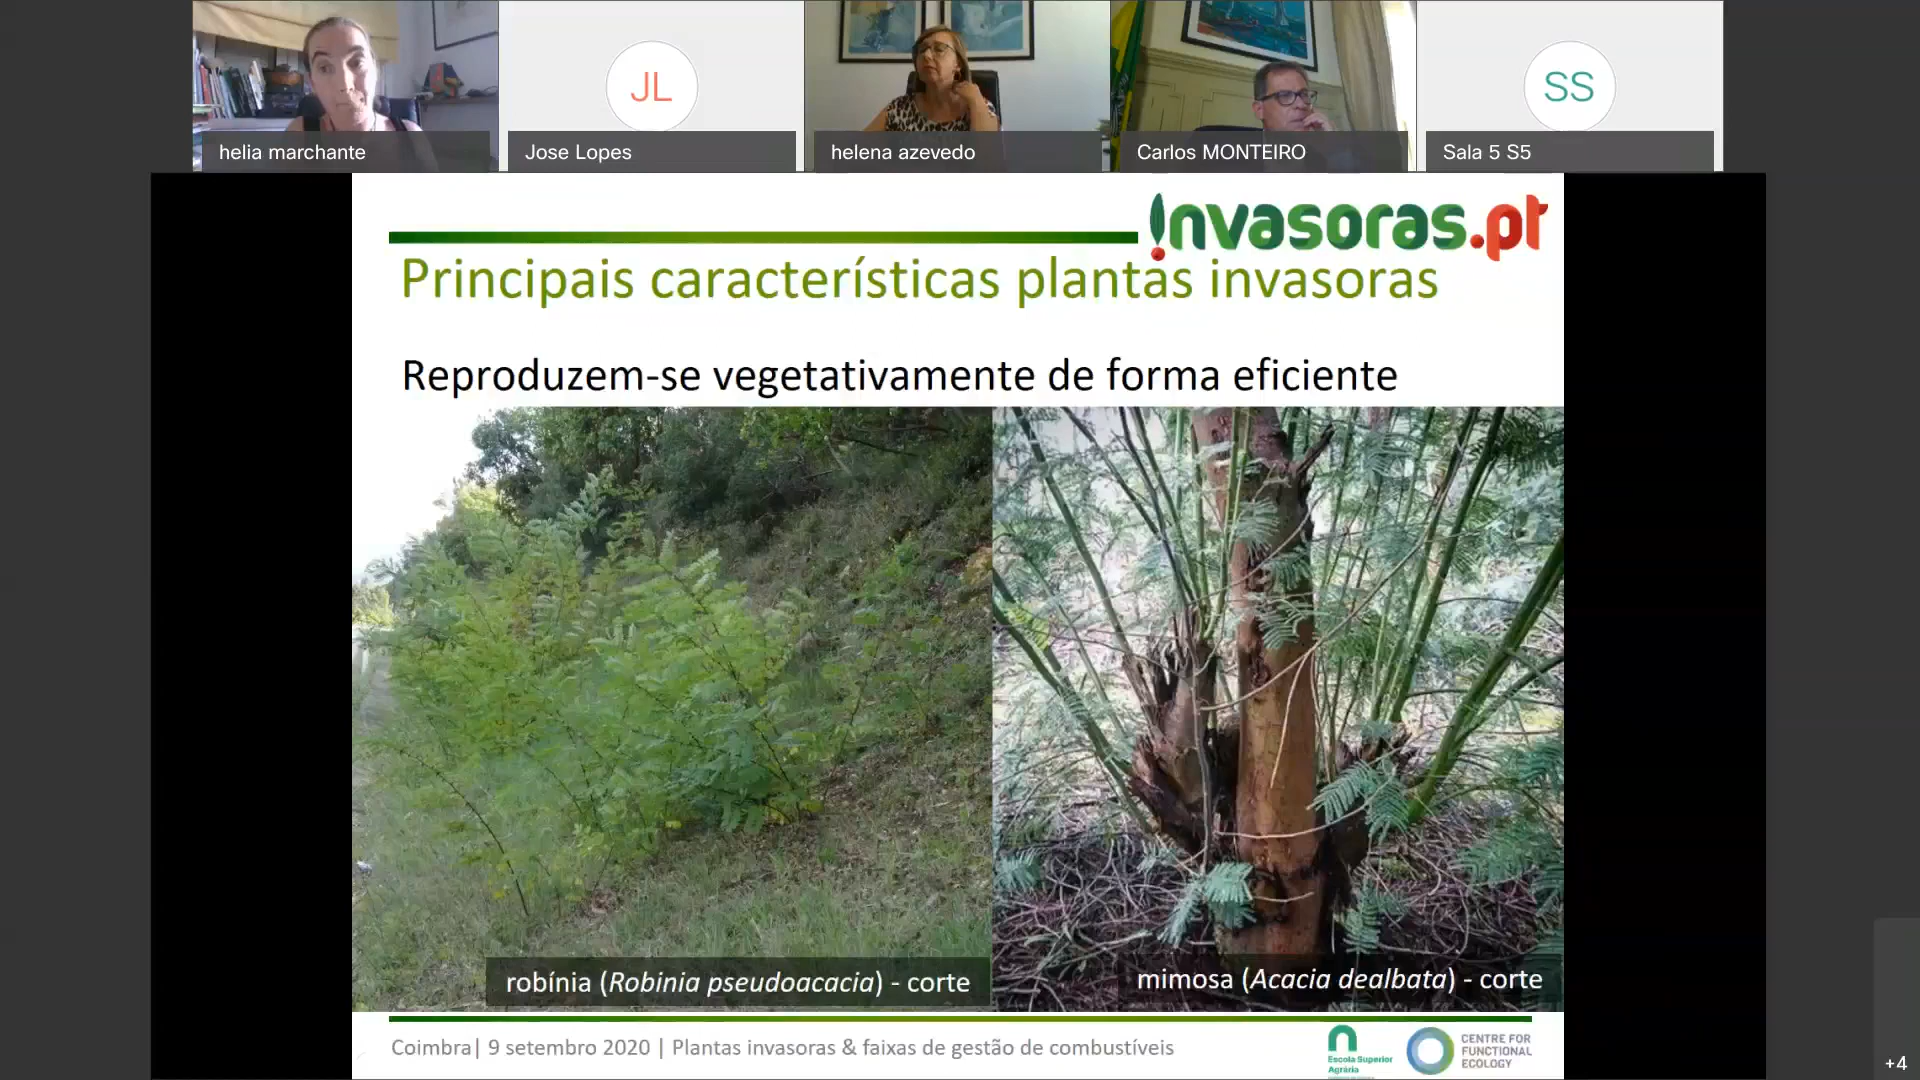 JL
SS
helia marchante
Jose Lopes
helena azevedo
Carlos MONTEIRO
Sala 5 S5
invasoras.pt
Principais características plantas invasoras
Reproduzem-se vegetativamente de forma eficiente
robínia (Robinia pseudoacacia) - corte
mimosa (Acacia dealbata) - corte
Coimbra| 9 setembro 2020 | Plantas invasoras & faixas de gestão de combustíveis
Escola Superior
Agrária
CENTRE FOR
FUNCTIONAL
ECOLOGY
+4